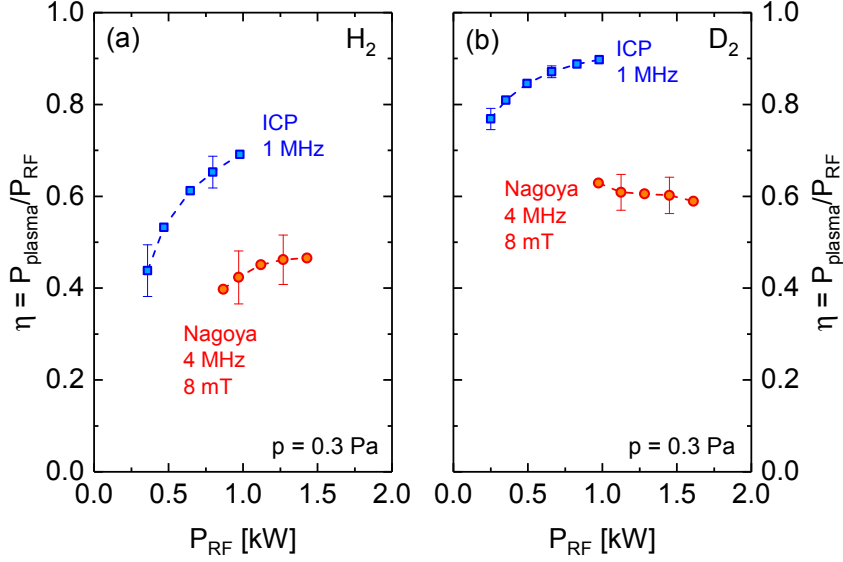 (a)
H2
ICP
1 MHz
Nagoya
4 MHz
8 mT
p = 0.3 Pa
η = Pplasma/PRF
1.0
0.8
0.6
0.4
0.2
0.0
0.0 0.5 1.0 1.5 2.0
PRF [kW]
(b)
D2
ICP
1 MHz
Nagoya
4 MHz
8 mT
p = 0.3 Pa
1.0
0.8
0.6
0.4
0.2
0.0
η = Pplasma/PRF
0.0 0.5 1.0 1.5 2.0
PRF [kW]